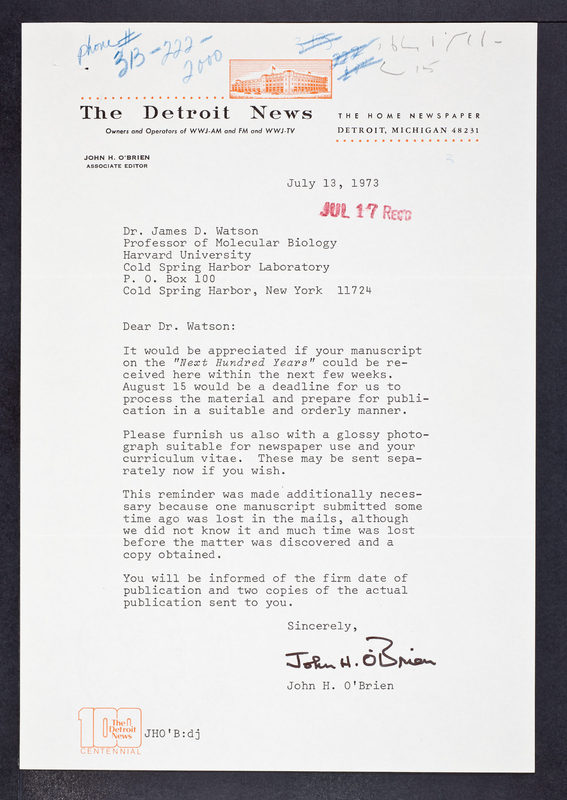 phone #
313-222-
2000
The Detroit News
Owners and Operators of WWJ-AM and FM and WWJ-TV
THE HOME NEWSPAPER
DETROIT, MICHIGAN 48231
JOHN H. O'BRIEN
ASSOCIATE EDITOR
July 13, 1973
JUL 17 REC'D
Dr. James D. Watson
Professor of Molecular Biology
Harvard University
Cold Spring Harbor Laboratory
P. O. Box 100
Cold Spring Harbor, New York 11724
Dear Dr. Watson:
It would be appreciated if your manuscript
on the "Next Hundred Years" could be re-
ceived here within the next few weeks.
August 15 would be a deadline for us to
process the material and prepare for publi-
cation in a suitable and orderly manner.
Please furnish us also with a glossy photo-
graph suitable for newspaper use and your
curriculum vitae. These may be sent sepa-
rately now if you wish.
This reminder was made additionally neces-
sary because one manuscript submitted some
time ago was lost in the mails, although
we did not know it and much time was lost
before the matter was discovered and a
copy obtained.
You will be informed of the firm date of
publication and two copies of the actual
publication sent to you.
Sincerely,
John H. O'Brien
John H. O'Brien
100
The
Detroit
News
CENTENNIAL
JHO'B:dj